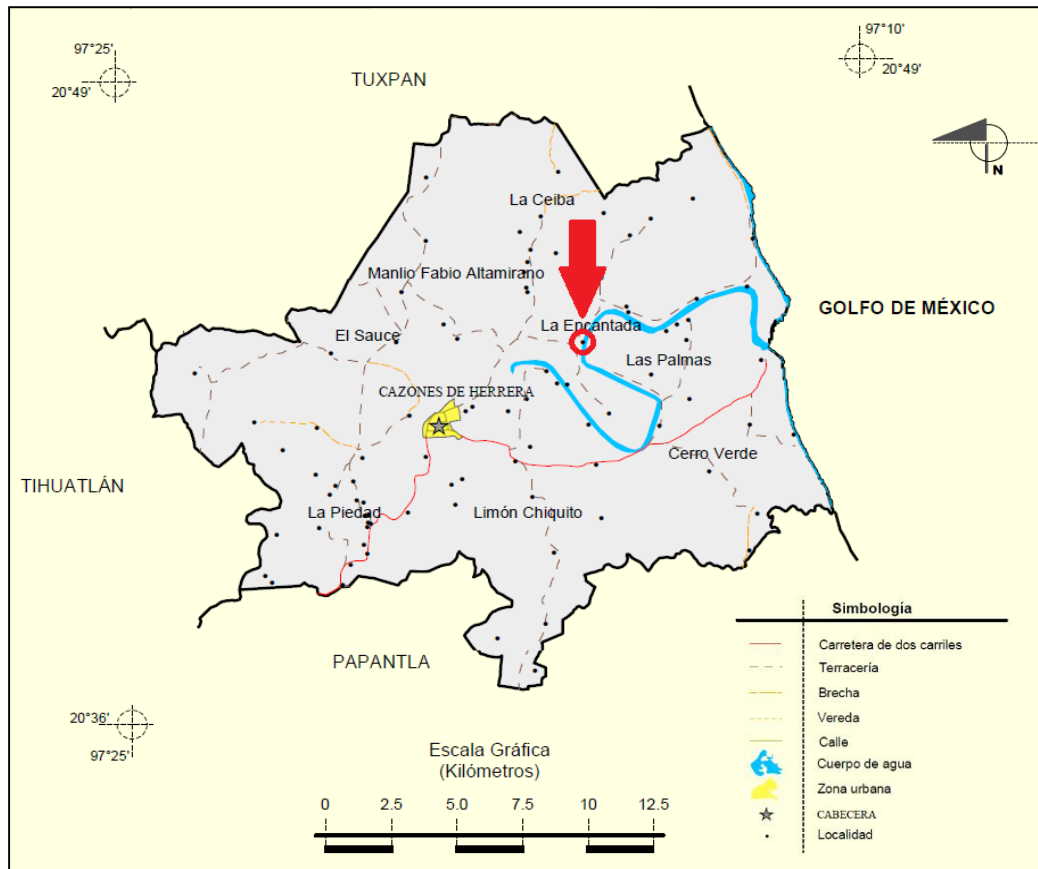 97°25'
20°49'
TUXPAN
97°10'
20°49'
N
La Ceiba
Manlio Fabio Altamirano
GOLFO DE MÉXICO
La Encantada
El Sauce
Las Palmas
CAZONES DE HERRERA
Cerro Verde
TIHUATLÁN
La Piedad
Limón Chiquito
PAPANTLA
20°36'
97°25'
Escala Gráfica
(Kilómetros)
0 2.5 5.0 7.5 10 12.5
Simbología
Carretera de dos carriles
Terracería
Brecha
Vereda
Calle
Cuerpo de agua
Zona urbana
CABECERA
Localidad